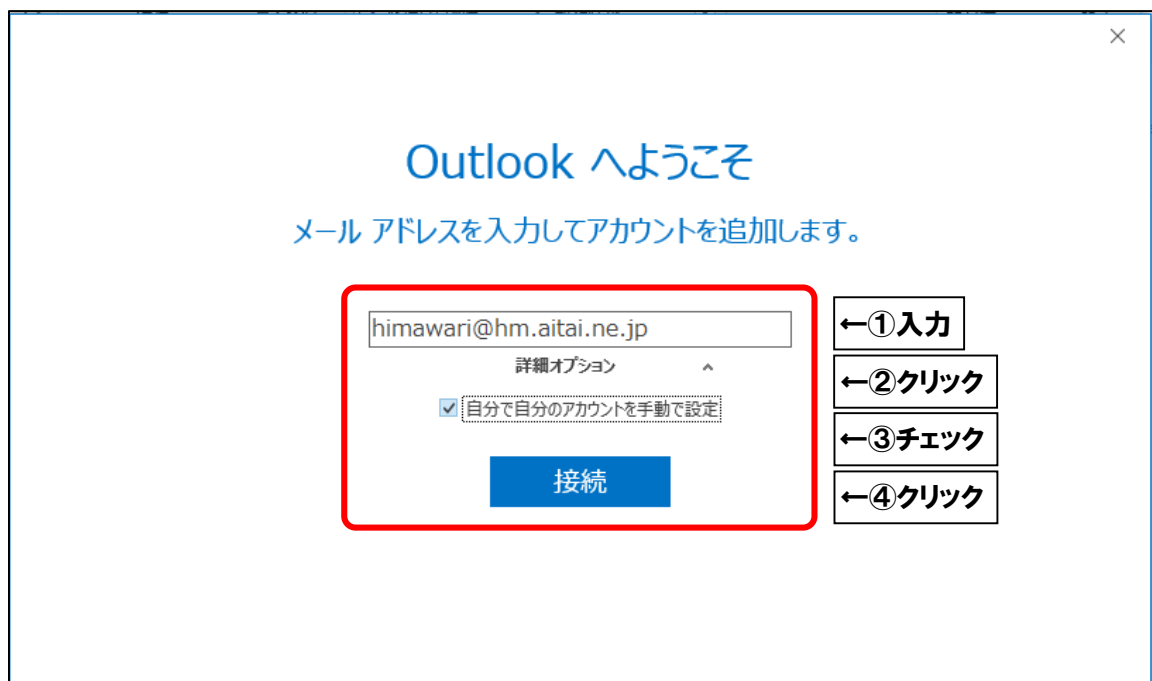 Outlook へようこそ
メール アドレスを入力してアカウントを追加します。
himawari@hm.aitai.ne.jp
←①入力
詳細オプション
←②クリック
自分で自分のアカウントを手動で設定
←③チェック
接続
←④クリック